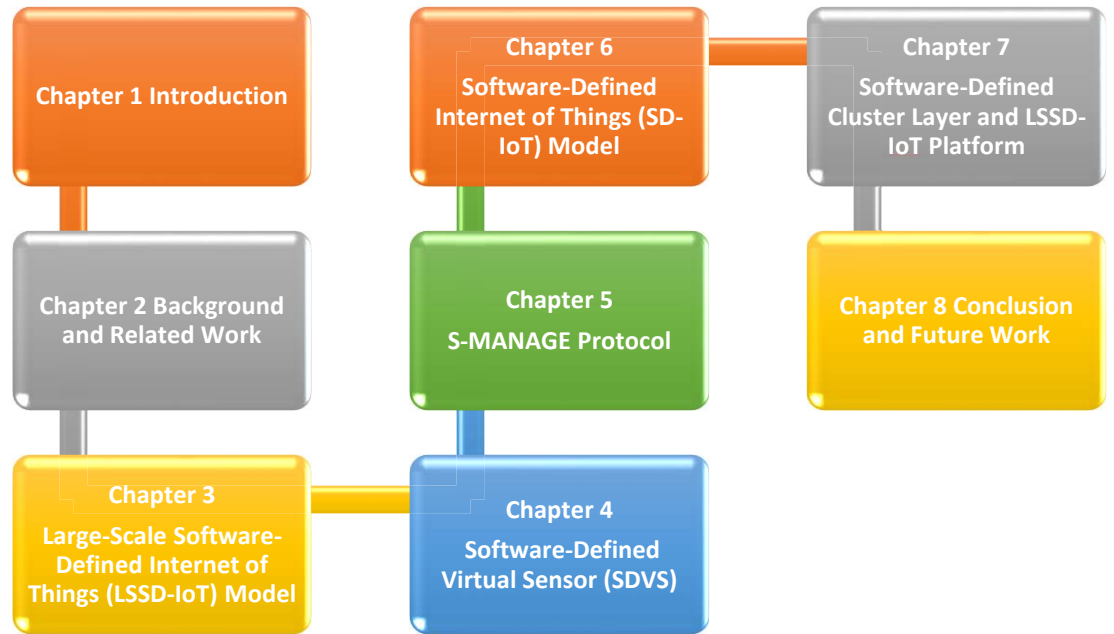 Chapter 1 Introduction
Chapter 2 Background
and Related Work
Chapter 3
Large-Scale Software-
Defined Internet of
Things (LSSD-IoT) Model
Chapter 4
Software-Defined
Virtual Sensor (SDVS)
Chapter 5
S-MANAGE Protocol
Chapter 6
Software-Defined
Internet of Things (SD-
IoT) Model
Chapter 7
Software-Defined
Cluster Layer and LSSD-
IoT Platform
Chapter 8 Conclusion
and Future Work